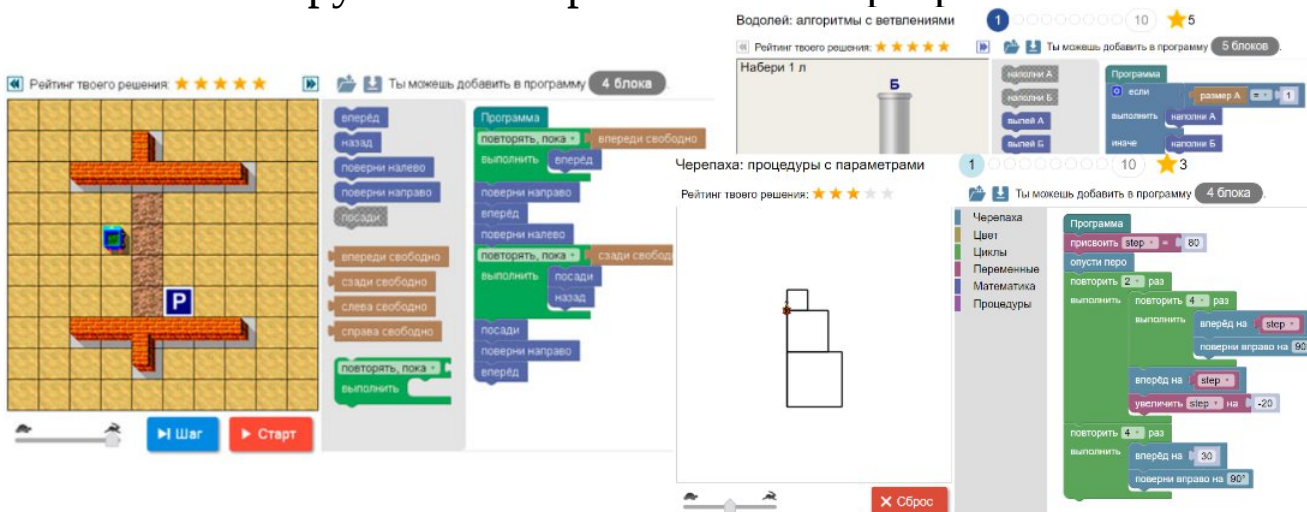 Рейтинг твоего решения:
Ты можешь добавить в программу 4 блока
вперёд
назад
поверни налево
поверни направо
посади
впереди свободно
сзади свободно
слева свободно
справа свободно
повторять, пока
выполнить
Программа
повторять, пока впереди свободно
выполнить вперёд
поверни направо
вперёд
поверни налево
повторять, пока сзади свобод
выполнить посади
назад
посади
поверни направо
вперёд
P
Шаг
Старт
Водолей: алгоритмы с ветвлениями 1 10 5
Рейтинг твоего решения:
Ты можешь добавить в программу 5 блоков
Набери 1 л
Б
наполни А
наполни Б
вылей А
вылей Б
Программа
если размер А = 1
выполнить наполни А
иначе наполни Б
Черепаха: процедуры с параметрами 1 10 3
Рейтинг твоего решения:
Ты можешь добавить в программу 4 блока
Черепаха
Цвет
Циклы
Переменные
Математика
Процедуры
Программа
присвоить step = 80
опусти перо
повторить 2 раз
выполнить повторить 4 раз
выполнить вперёд на step
поверни вправо на 90
вперёд на step
увеличить step на -20
повторить 4 раз
выполнить вперёд на 30
поверни вправо на 90°
Сброс